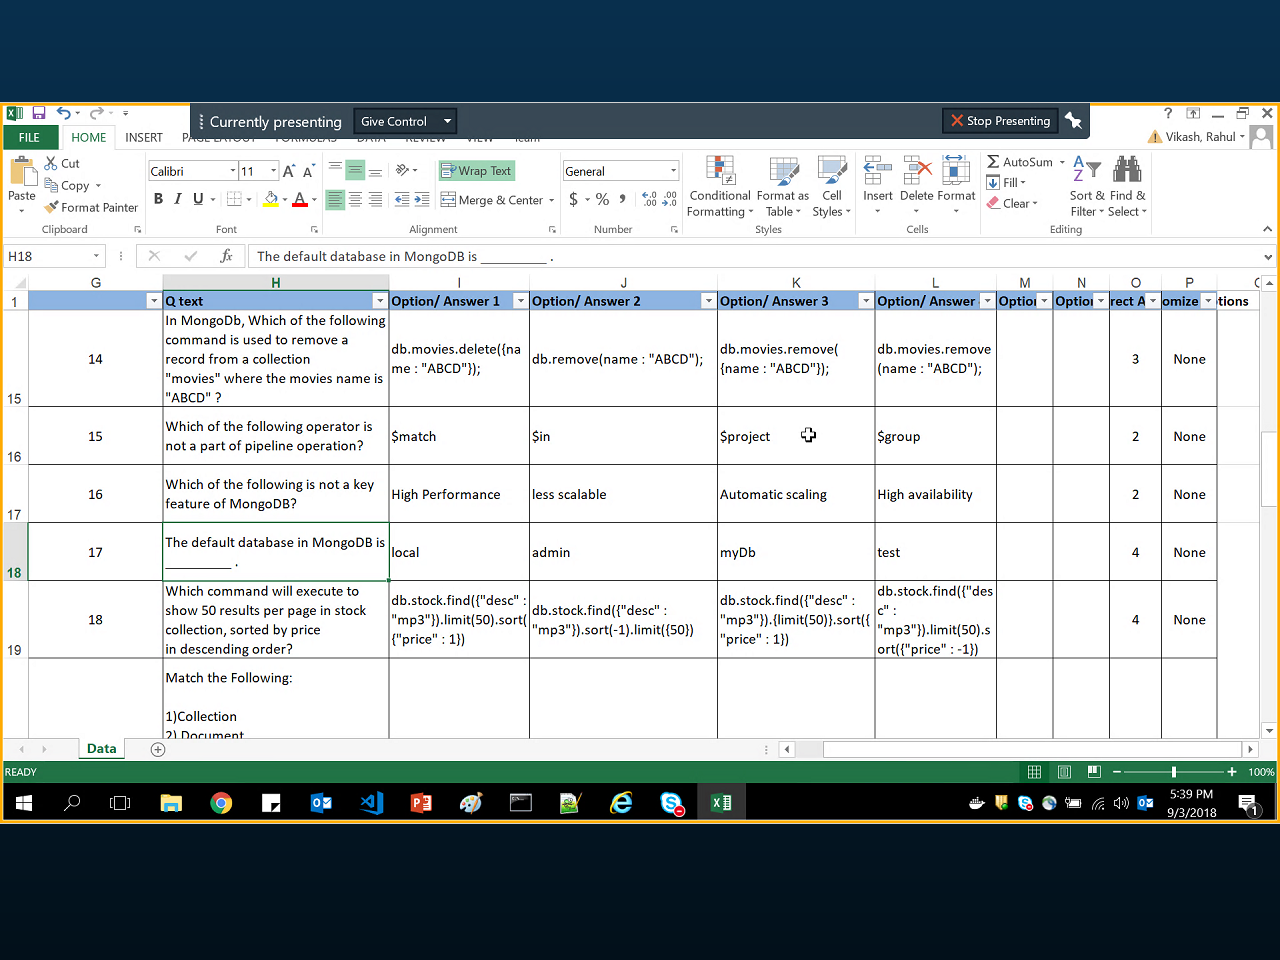 Currently presenting
Give Control
Stop Presenting
FILE
HOME
INSERT
Vikash, Rahul
Cut
Copy
Format Painter
Paste
Clipboard
Calibri
11
B I U
Font
Wrap Text
Merge & Center
Alignment
General
$ % ,
Number
Conditional Formatting
Format as Table
Cell Styles
Styles
Insert
Delete
Format
Cells
AutoSum
Fill
Clear
Sort & Filter
Find & Select
Editing
H18
fx
The default database in MongoDB is _________ .
G H I J K L M N O P
1
Q text
Option/ Answer 1
Option/ Answer 2
Option/ Answer 3
Option/ Answer
Option
Option
rect A
omize
tions
15
14
In MongoDb, Which of the following
command is used to remove a
record from a collection
"movies" where the movies name is
"ABCD" ?
db.movies.delete({na
me : "ABCD"});
db.remove(name : "ABCD");
db.movies.remove(
{name : "ABCD"});
db.movies.remove
(name : "ABCD");
3
None
16
15
Which of the following operator is
not a part of pipeline operation?
$match
$in
$project
$group
2
None
17
16
Which of the following is not a key
feature of MongoDB?
High Performance
less scalable
Automatic scaling
High availability
2
None
18
17
The default database in MongoDB is
_________ .
local
admin
myDb
test
4
None
19
18
Which command will execute to
show 50 results per page in stock
collection, sorted by price
in descending order?
db.stock.find({"desc" :
"mp3"}).limit(50).sort(
{"price" : 1})
db.stock.find({"desc" :
"mp3"}).sort(-1).limit({50})
db.stock.find({"desc" :
"mp3"}).{limit(50)}.sort({
"price" : 1})
db.stock.find({"des
c" :
"mp3"}).limit(50).s
ort({"price" : -1})
4
None
Match the Following:
1)Collection
2) Document
Data
READY
100%
5:39 PM
9/3/2018
1